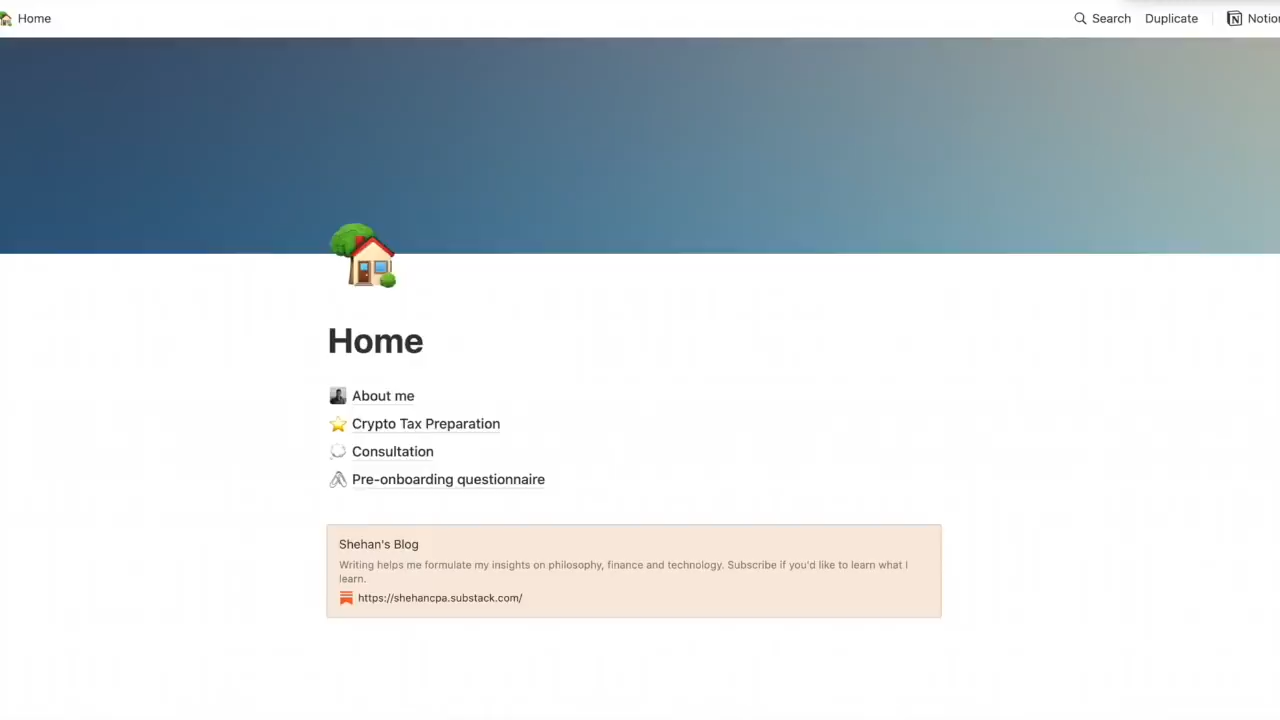 Home
Search Duplicate
Home
About me
Crypto Tax Preparation
Consultation
Pre-onboarding questionnaire
Shehan's Blog
Writing helps me formulate my insights on philosophy, finance and technology. Subscribe if you'd like to learn what I
learn.
https://shehancpa.substack.com/